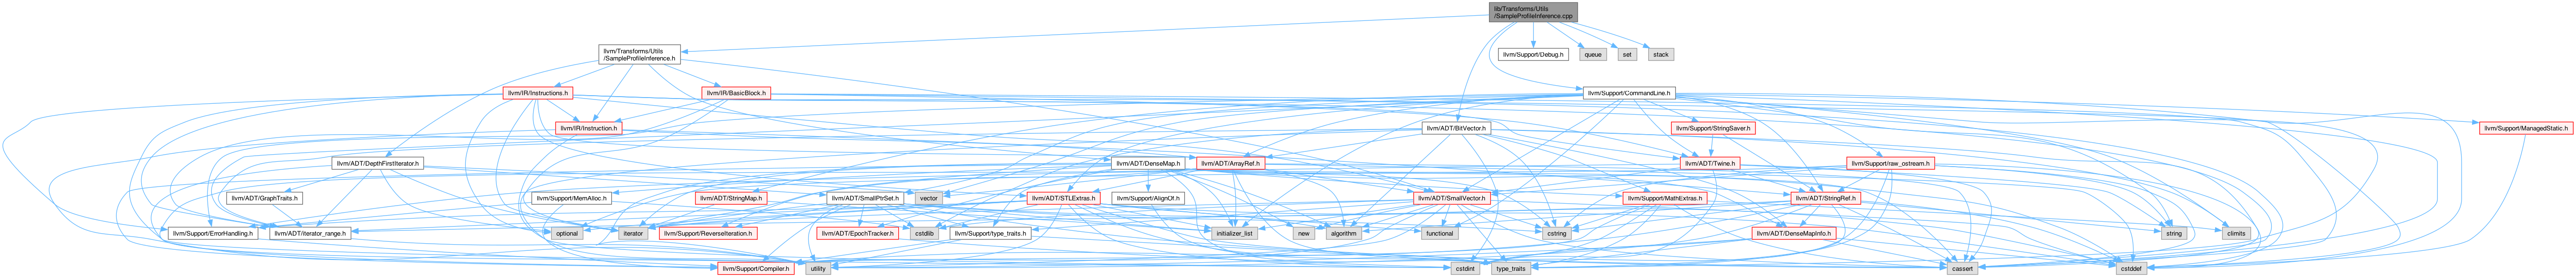 lib/Transforms/Utils
/SampleProfileInference.cpp
llvm/Transforms/Utils
/SampleProfileInference.h
llvm/Support/Debug.h
queue
set
stack
llvm/IR/Instructions.h
llvm/IR/BasicBlock.h
llvm/Support/CommandLine.h
llvm/IR/Instruction.h
llvm/ADT/BitVector.h
llvm/Support/StringSaver.h
llvm/Support/ManagedStatic.h
llvm/ADT/DepthFirstIterator.h
llvm/ADT/DenseMap.h
llvm/ADT/ArrayRef.h
llvm/ADT/Twine.h
llvm/Support/raw_ostream.h
llvm/ADT/GraphTraits.h
llvm/Support/MemAlloc.h
llvm/ADT/StringMap.h
llvm/ADT/SmallPtrSet.h
vector
llvm/ADT/STLExtras.h
llvm/Support/AlignOf.h
llvm/ADT/SmallVector.h
llvm/Support/MathExtras.h
llvm/ADT/StringRef.h
llvm/Support/ErrorHandling.h
llvm/ADT/iterator_range.h
optional
iterator
llvm/Support/ReverseIteration.h
llvm/ADT/EpochTracker.h
cstdlib
llvm/Support/type_traits.h
initializer_list
new
algorithm
functional
cstring
llvm/ADT/DenseMapInfo.h
string
climits
llvm/Support/Compiler.h
utility
cstdint
type_traits
cassert
cstddef